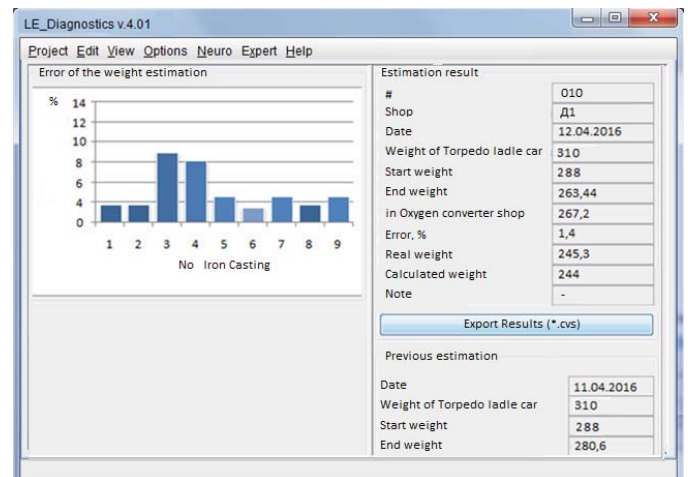 LE_Diagnostics v.4.01
Project Edit View Options Neuro Expert Help
Error of the weight estimation
%
14
12
10
8
6
4
0
1 2 3 4 5 6 7 8 9
No Iron Casting
Estimation result
# 010
Shop Д1
Date 12.04.2016
Weight of Torpedo ladle car 310
Start weight 288
End weight 263,44
in Oxygen converter shop 267,2
Error, % 1,4
Real weight 245,3
Calculated weight 244
Note -
Export Results (*.cvs)
Previous estimation
Date 11.04.2016
Weight of Torpedo ladle car 310
Start weight 288
End weight 280,6